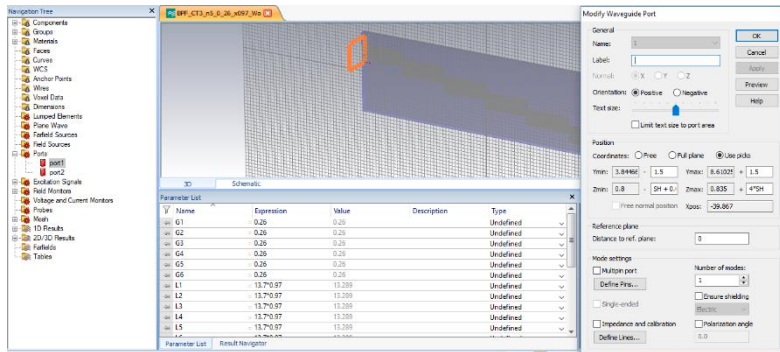 Navigation Tree
Components
Groups
Materials
Faces
Curves
WCS
Anchor Points
Wires
Voxel Data
Dimensions
Lumped Elements
Plane Wave
Farfield Sources
Field Sources
Ports
port1
port2
Excitation Signals
Field Monitors
Voltage and Current Monitors
Probes
Mesh
1D Results
2D/3D Results
Farfields
Tables
3D Schematic
Parameter List
Name Expression Value Description Type
G1 = 0.26 0.26 Undefined
G2 = 0.26 0.26 Undefined
G3 = 0.26 0.26 Undefined
G4 = 0.26 0.26 Undefined
G5 = 0.26 0.26 Undefined
G6 = 0.26 0.26 Undefined
L1 = 13.7*0.97 13.289 Undefined
L2 = 13.7*0.97 13.289 Undefined
L3 = 13.7*0.97 13.289 Undefined
L4 = 13.7*0.97 13.289 Undefined
L5 = 13.7*0.97 13.289 Undefined
Parameter List Result Navigator
Modify Waveguide Port
General
Name: 1
Label:
Normal: X Y Z
Orientation: Positive Negative
Text size:
Limit text size to port area
OK
Cancel
Apply
Preview
Help
Position
Coordinates: Free Full plane Use picks
Ymin: 3.84466 - 1.5 Ymax: 8.61025 + 1.5
Zmin: 0.8 - Zmax: 0.835 + 4*SH
Free normal position Xpos: -39.867
Reference plane
Distance to ref. plane: 0
Mode settings
Multipin port
Define Pins...
Single-ended
Impedance and calibration
Define Lines...
Number of modes:
1
Ensure shielding
Electric
Polarization angle
0.0